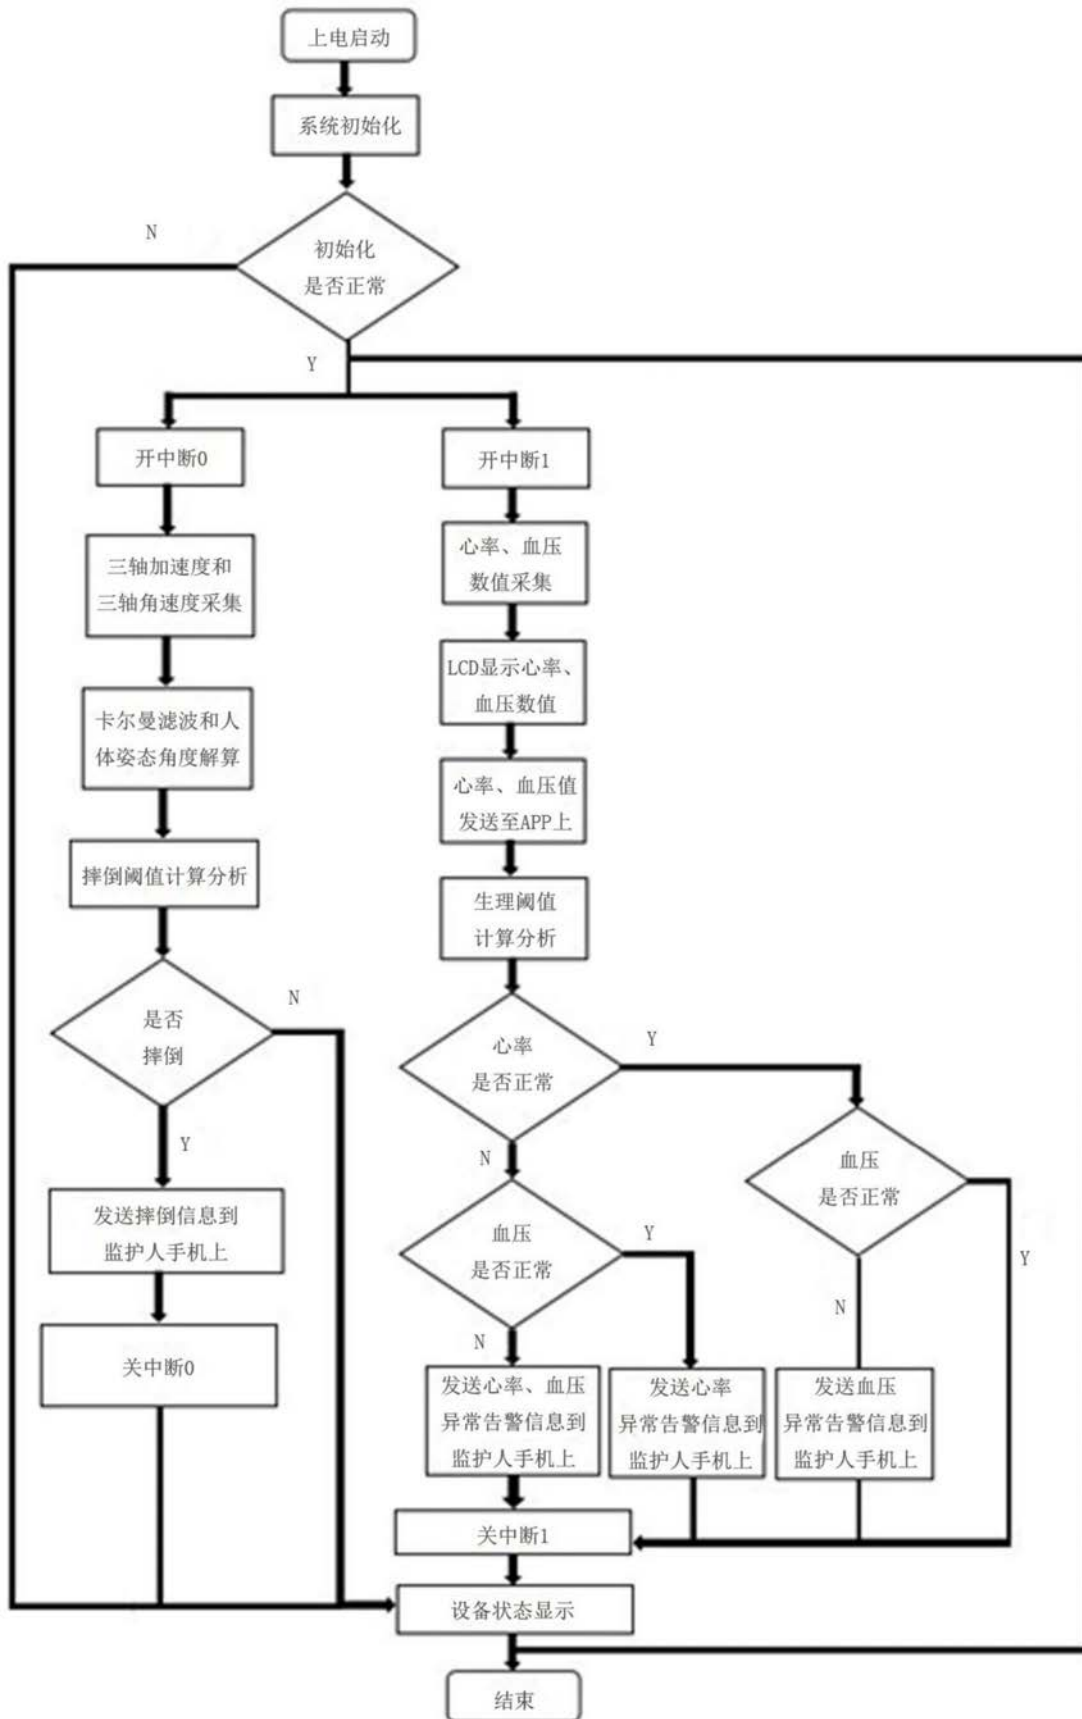 上电启动
系统初始化
N
初始化
是否正常
Y
开中断0
三轴加速度和
三轴角速度采集
卡尔曼滤波和人
体姿态角度解算
摔倒阈值计算分析
是否
摔倒
N
Y
发送摔倒信息到
监护人手机上
关中断0
开中断1
心率、血压
数值采集
LCD显示心率、
血压数值
心率、血压值
发送至APP上
生理阈值
计算分析
心率
是否正常
Y
N
血压
是否正常
Y
N
血压
是否正常
Y
N
发送心率、血压
异常告警信息到
监护人手机上
发送心率
异常告警信息到
监护人手机上
发送血压
异常告警信息到
监护人手机上
关中断1
设备状态显示
结束